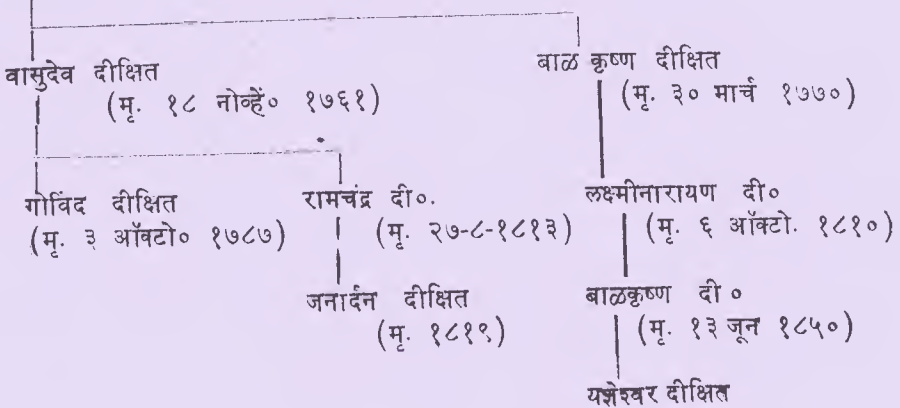 वासुदेव दीक्षित
बाळ कृष्ण दीक्षित
(मृ. १८ नोव्हें० १७६१)
(मृ. ३० मार्च १७७०)
गोविंद दीक्षित
रामचंद्र दी०.
लक्ष्मीनारायण दी०
(मृ. ३ ऑक्टो० १७८७)
(मृ. २७-८-१८१३)
(मृ. ६ ऑक्टो. १८१०)
जनार्दन दीक्षित
बाळकृष्ण दी०
(मृ. १८१९)
(मृ. १३ जून १८५०)
यज्ञेश्वर दीक्षित